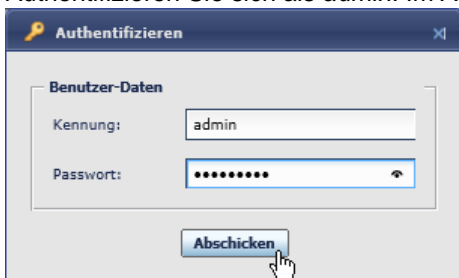 Authentifizieren
Benutzer-Daten
Kennung:
admin
Passwort:
•••••••••
Abschicken